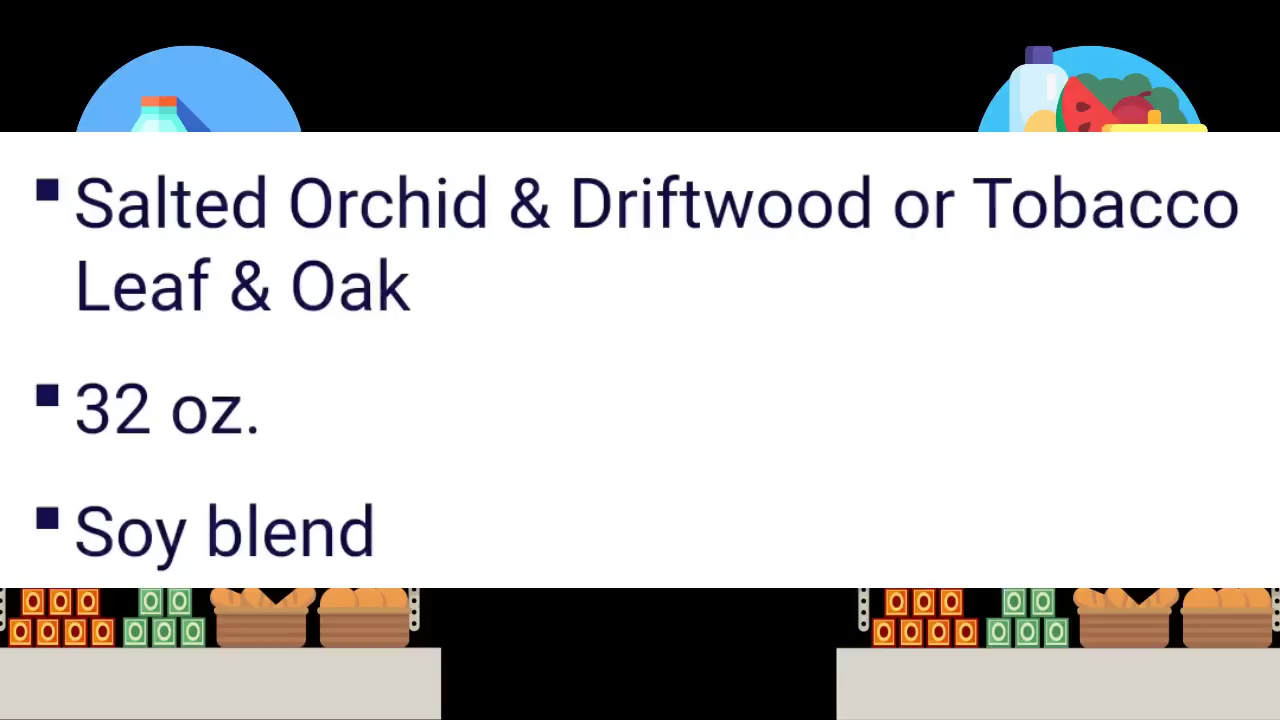 ▪ Salted Orchid & Driftwood or Tobacco
Leaf & Oak
▪ 32 oz.
▪ Soy blend